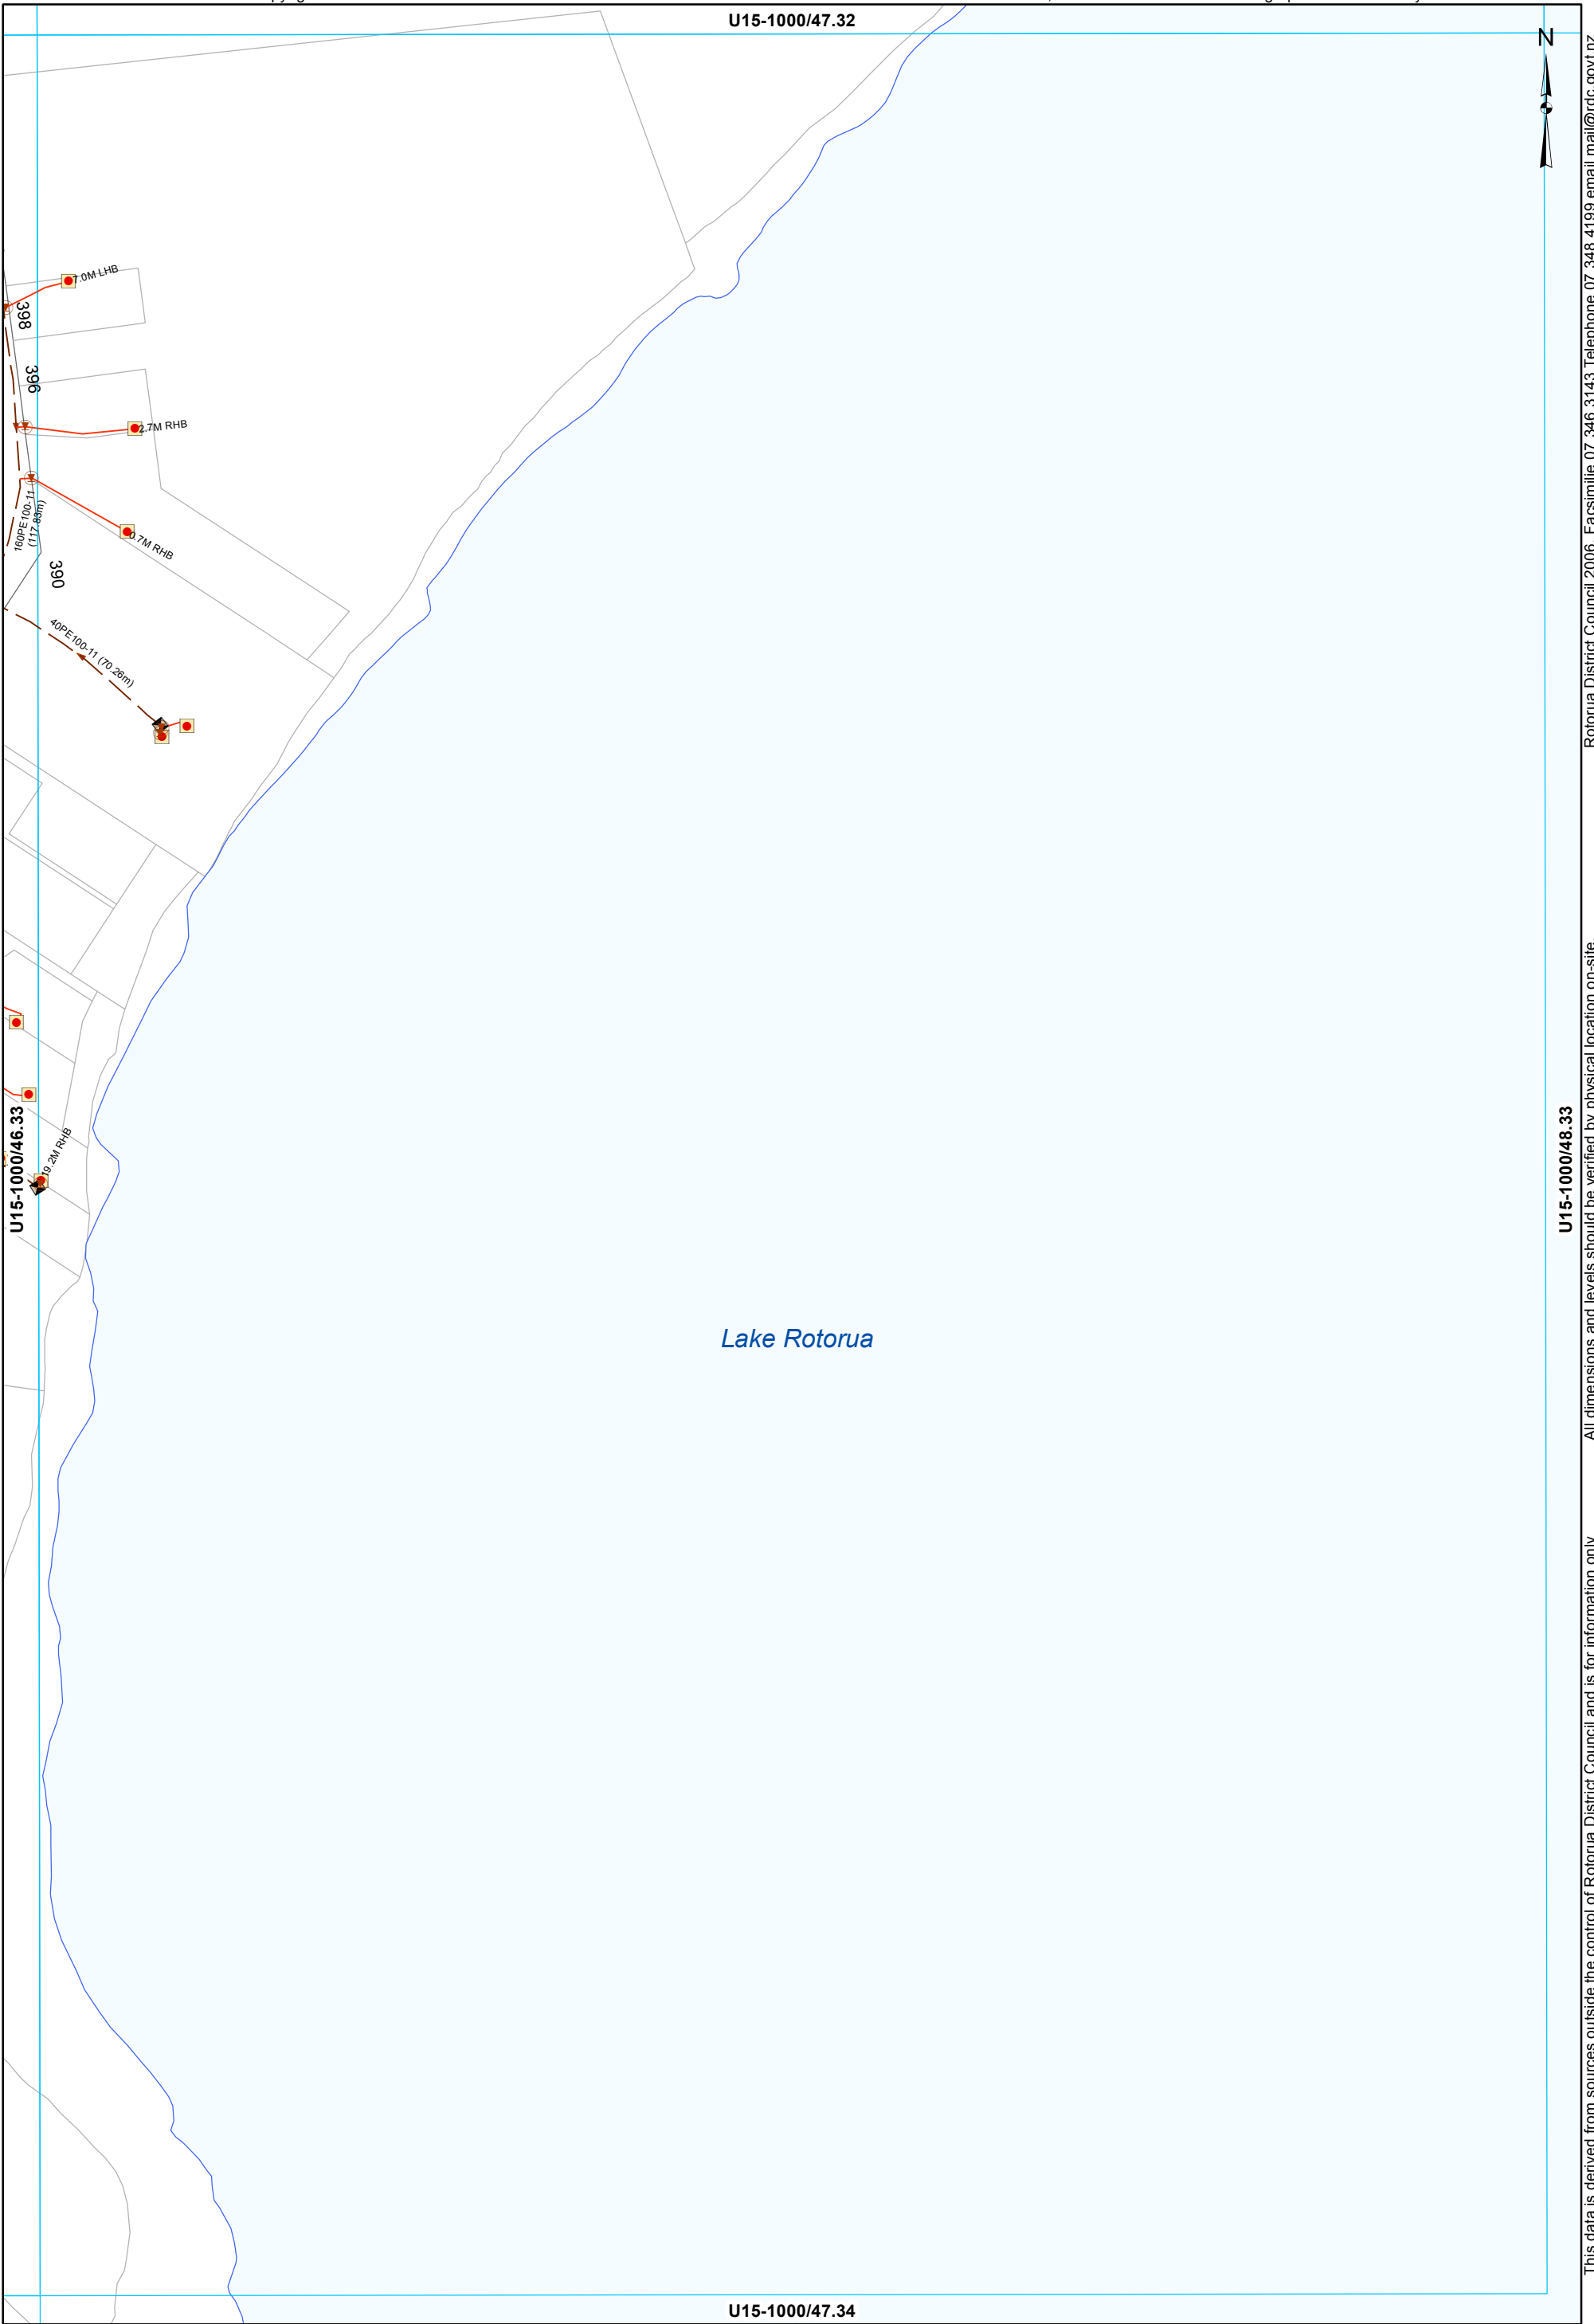 U15-1000/47.32
N
7.0M LHB
398
396
2.7M RHB
160PE100-11
(117.83m)
0.7M RHB
390
40PE100-11 (70.26m)
U15-1000/46.33
19.2M RHB
U15-1000/48.33
Lake Rotorua
U15-1000/47.34
This data is derived from sources outside the control of Rotorua District Council and is for information only. All dimensions and levels should be verified by physical location on-site. Rotorua District Council 2006. Facsimilie 07 346 3143 Telephone 07 348 4199 email mail@rdc.govt.nz